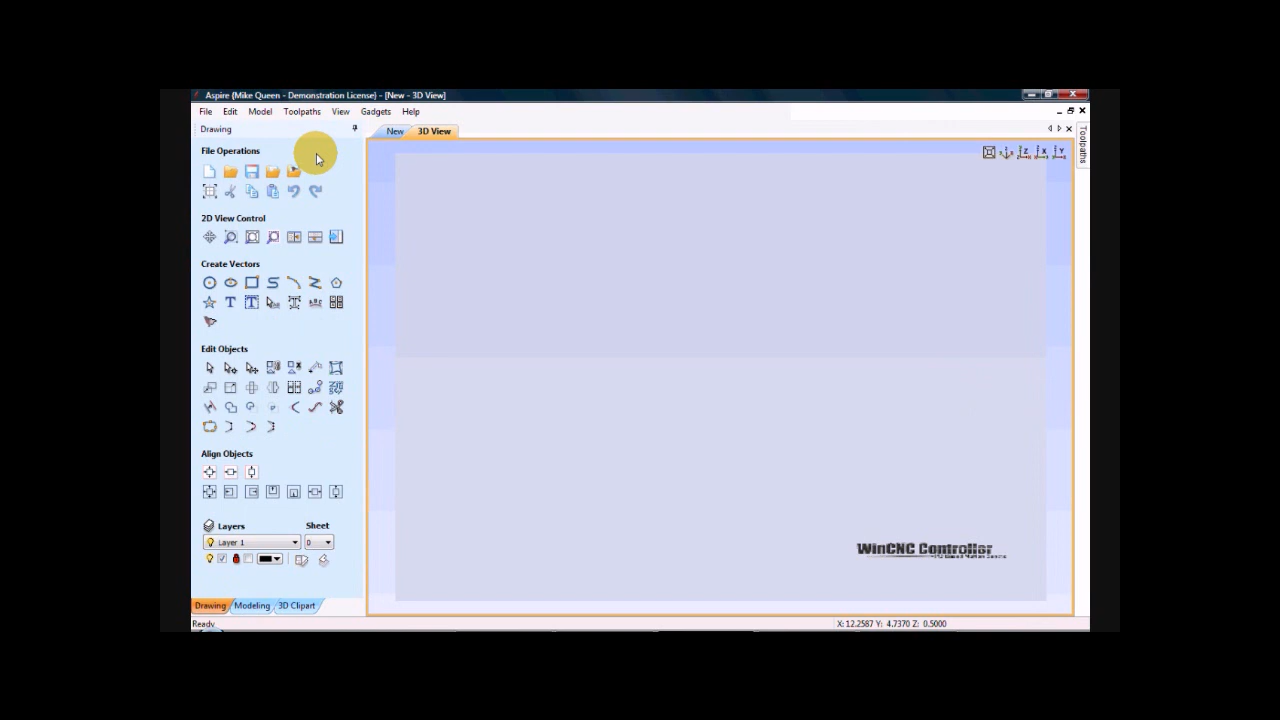 Aspire (Mike Queen - Demonstration License) - [New - 3D View]
File Edit Model Toolpaths View Gadgets Help
Drawing
New 3D View
Toolpaths
File Operations
2D View Control
Create Vectors
Edit Objects
Align Objects
Layers Sheet
Layer 1 0
WinCNC Controller
Drawing Modeling 3D Clipart
Ready
X: 12.2587 Y: 4.7370 Z: 0.5000